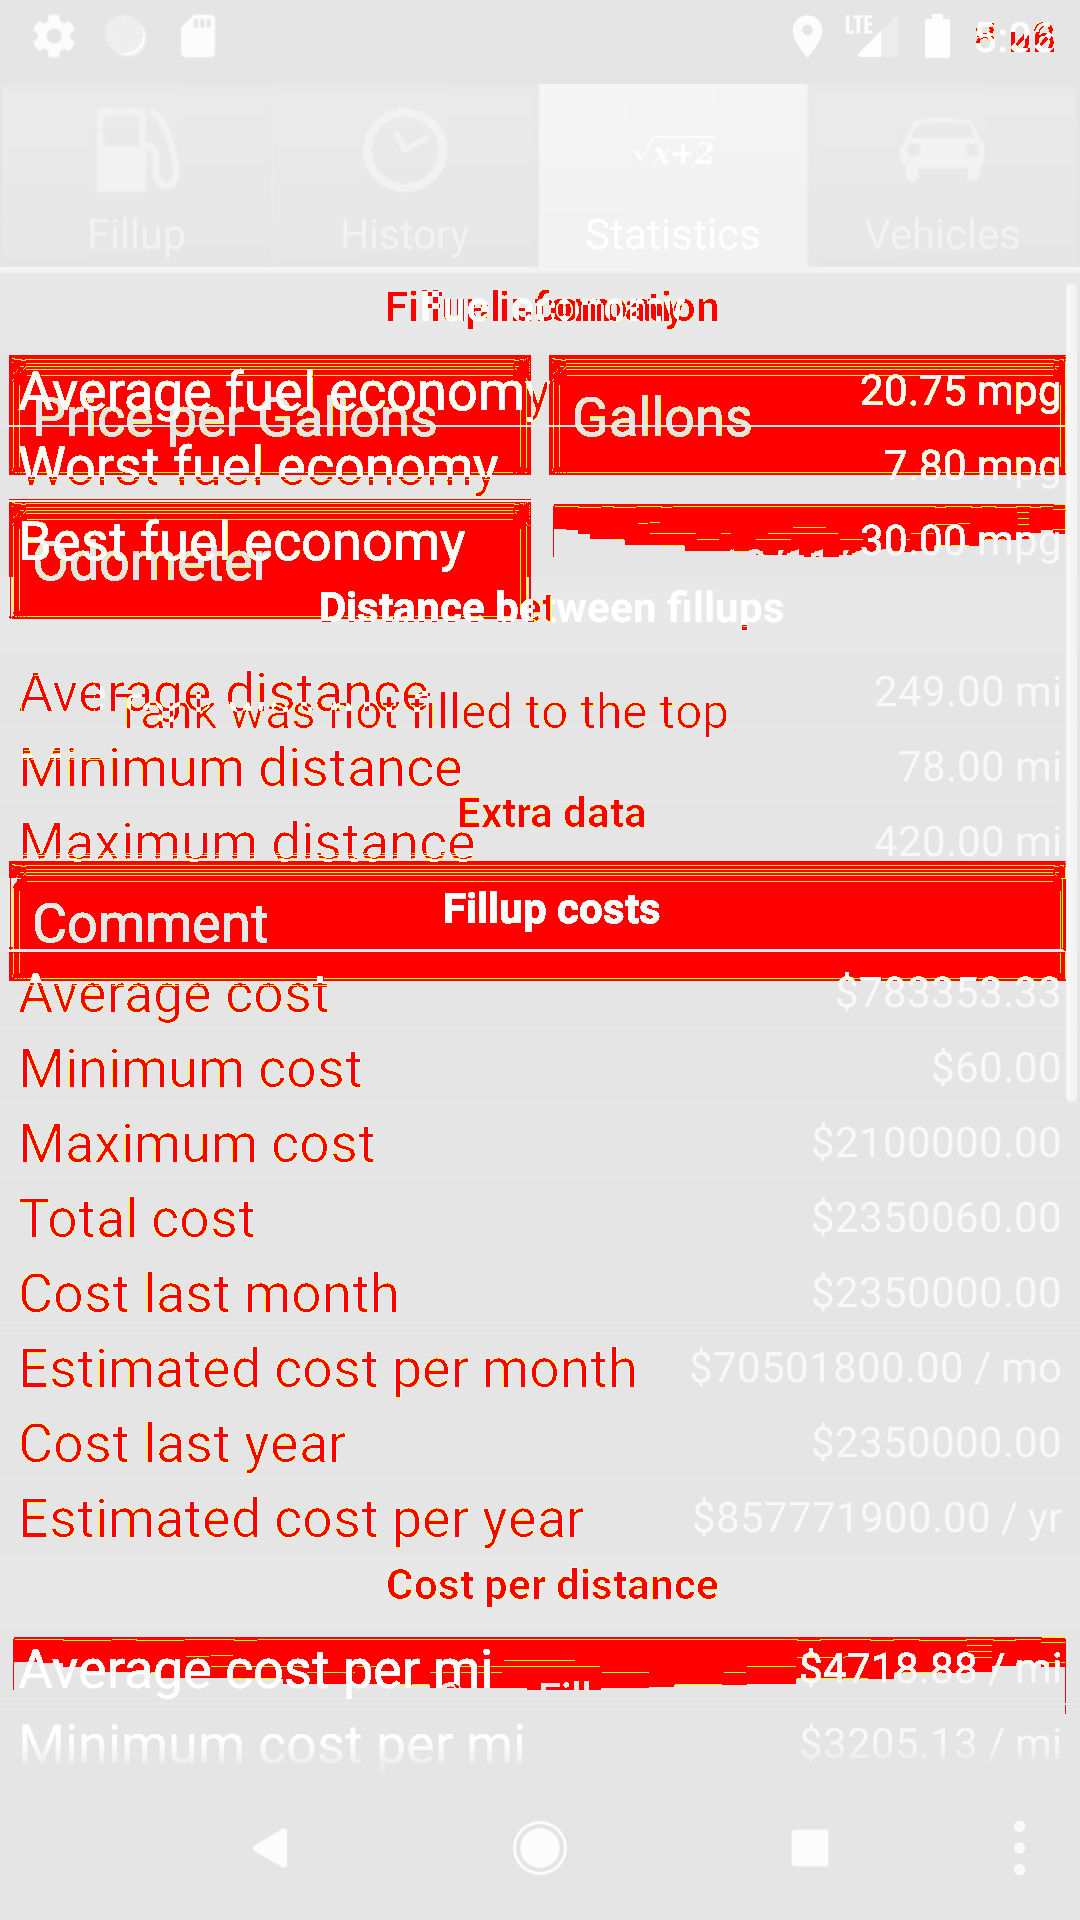 LTE
Fillup History Statistics Vehicles
Fuel economy
Average fuel economy 20.75 mpg
Price per Gallons Gallons
Worst fuel economy 7.80 mpg
Best fuel economy 30.00 mpg
Odometer
Distance between fillups
Average distance 249.00 mi
Tank was not filled to the top
Minimum distance 78.00 mi
Extra data
Maximum distance 420.00 mi
Fillup costs
Comment
Average cost $783353.33
Minimum cost $60.00
Maximum cost $2100000.00
Total cost $2350060.00
Cost last month $2350000.00
Estimated cost per month $70501800.00 / mo
Cost last year $2350000.00
Estimated cost per year $857771900.00 / yr
Cost per distance
Average cost per mi $4718.88 / mi
Minimum cost per mi $3205.13 / mi